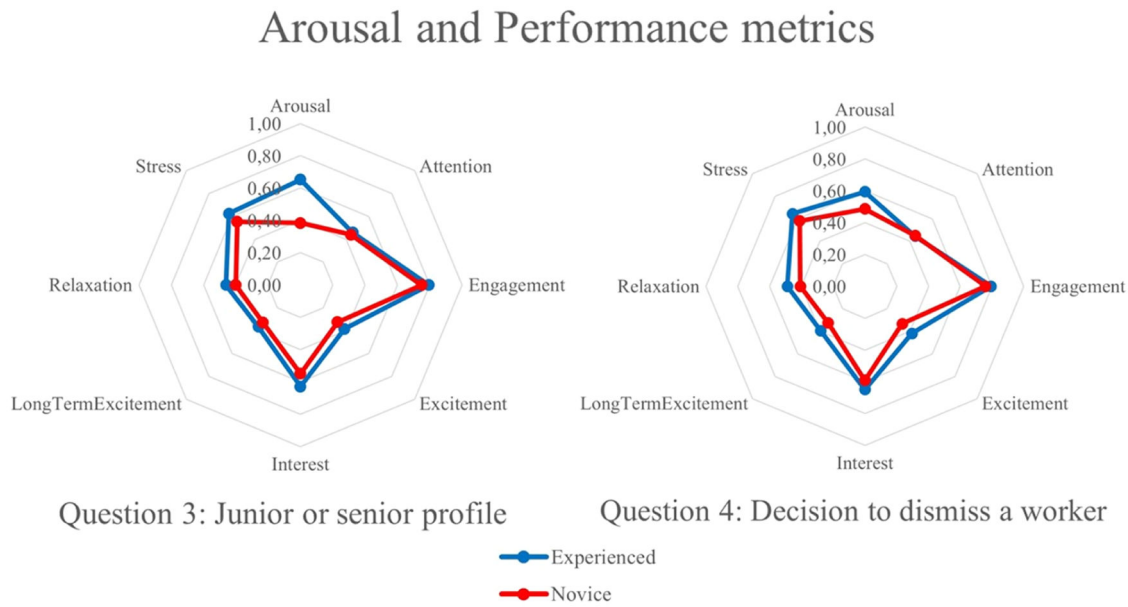 Arousal and Performance metrics
Arousal
1,00
0,80
0,60
0,40
0,20
0,00
Attention
Engagement
Excitement
Interest
LongTermExcitement
Relaxation
Stress
Question 3: Junior or senior profile
Arousal
1,00
0,80
0,60
0,40
0,20
0,00
Attention
Engagement
Excitement
Interest
LongTermExcitement
Relaxation
Stress
Question 4: Decision to dismiss a worker
Experienced
Novice